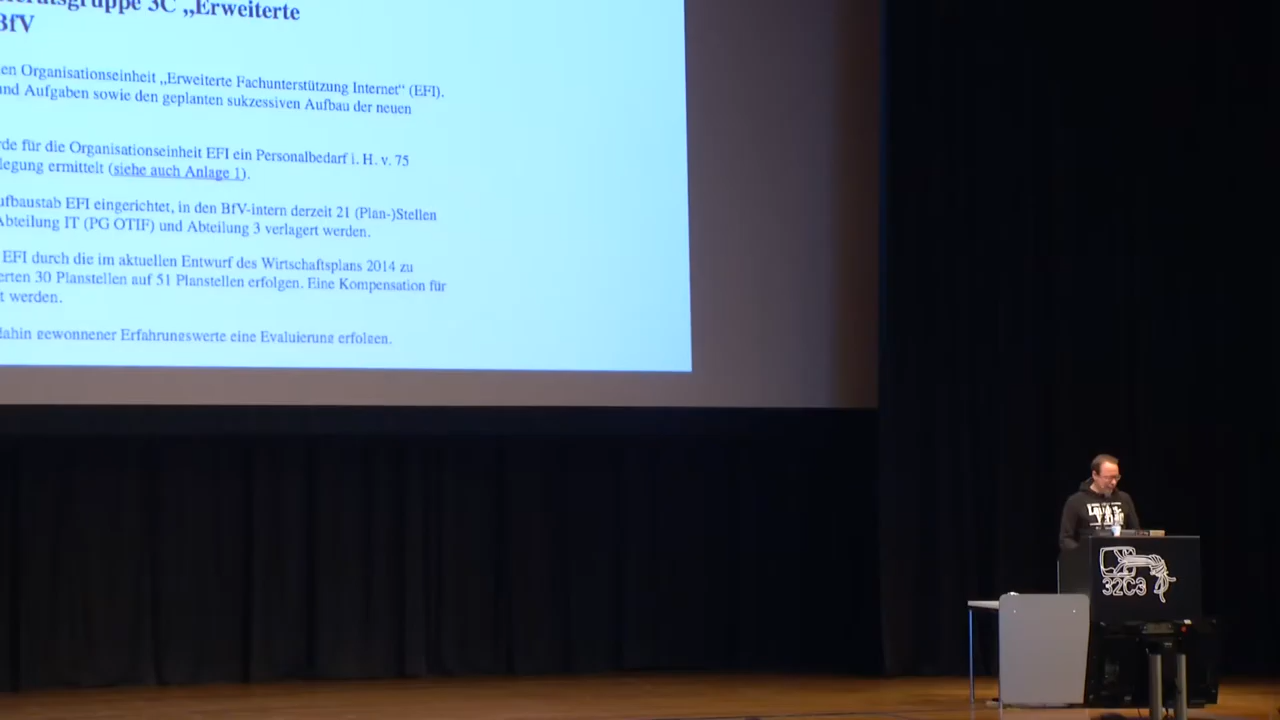 3C „Erweiterte
BfV
en Organisationseinheit „Erweiterte Fachunterstützung Internet“ (EFI).
nd Aufgaben sowie den geplanten sukzessiven Aufbau der neuen
rde für die Organisationseinheit EFI ein Personalbedarf i. H. v. 75
legung ermittelt (siehe auch Anlage 1).
ufbaustab EFI eingerichtet, in den BfV-intern derzeit 21 (Plan-)Stellen
Abteilung IT (PG OTIF) und Abteilung 3 verlagert werden.
EFI durch die im aktuellen Entwurf des Wirtschaftsplans 2014 zu
erten 30 Planstellen auf 51 Planstellen erfolgen. Eine Kompensation für
t werden.
dahin gewonnener Erfahrungswerte eine Evaluierung erfolgen.
32C3